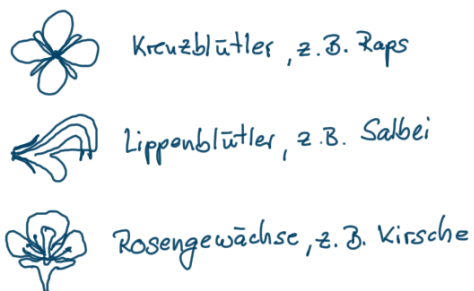 Kreuzblütler, z.B. Raps
Lippenblütler, z.B. Salbei
Rosengewächse, z.B. Kirsche